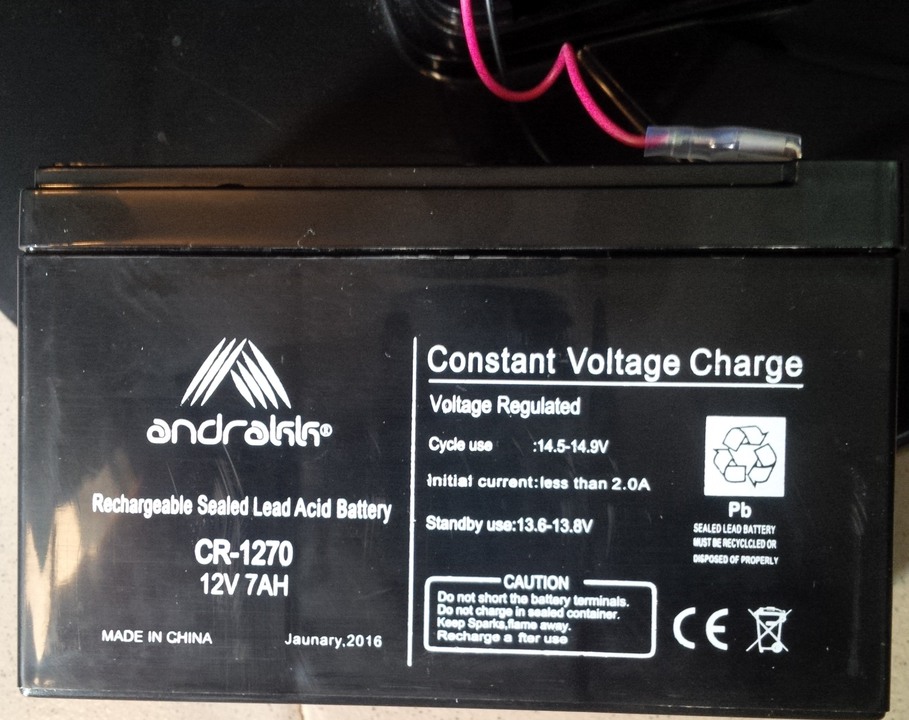 andrakk®
Rechargeable Sealed Lead Acid Battery
CR-1270
12V 7AH
MADE IN CHINA
Jaunary,2016
Constant Voltage Charge
Voltage Regulated
Cycle use :14.5-14.9V
Initial current:less than 2.0A
Standby use:13.6-13.8V
CAUTION
Do not short the battery terminals.
Do not charge in sealed container.
Keep Sparks,flame away.
Recharge a fter use
Pb
SEALED LEAD BATTERY
MUST BE RECYCLCLED OR
DISPOSED OF PROPERLY
CE